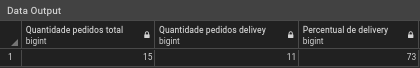 Data Output
Quantidade pedidos total
bigint
Quantidade pedidos delivey
bigint
Percentual de delivery
bigint
1 15 11 73